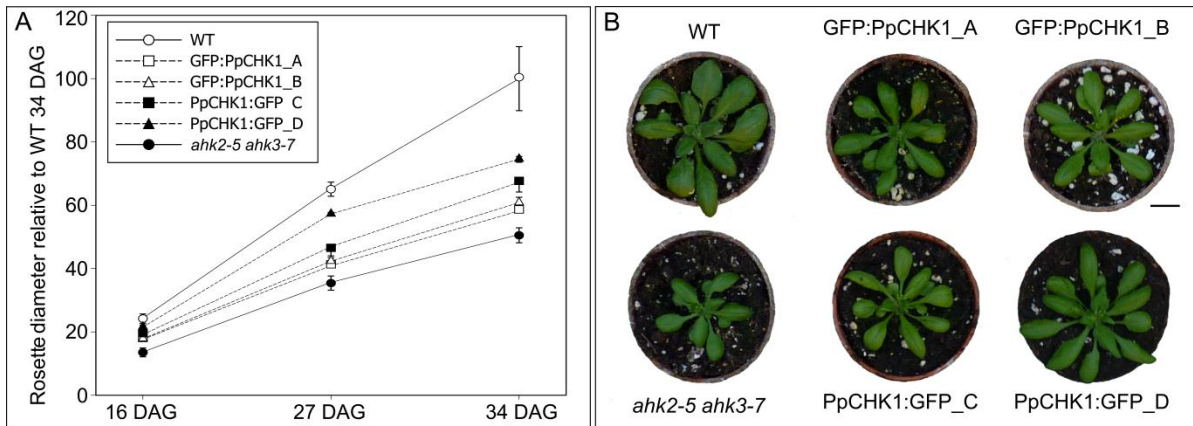 A
Rosette diameter relative to WT 34 DAG
120
100
80
60
40
20
0
WT
GFP:PpCHK1_A
GFP:PpCHK1_B
PpCHK1:GFP C
PpCHK1:GFP_D
ahk2-5 ahk3-7
16 DAG
27 DAG
34 DAG
B
WT
GFP:PpCHK1_A
GFP:PpCHK1_B
ahk2-5 ahk3-7
PpCHK1:GFP_C
PpCHK1:GFP_D